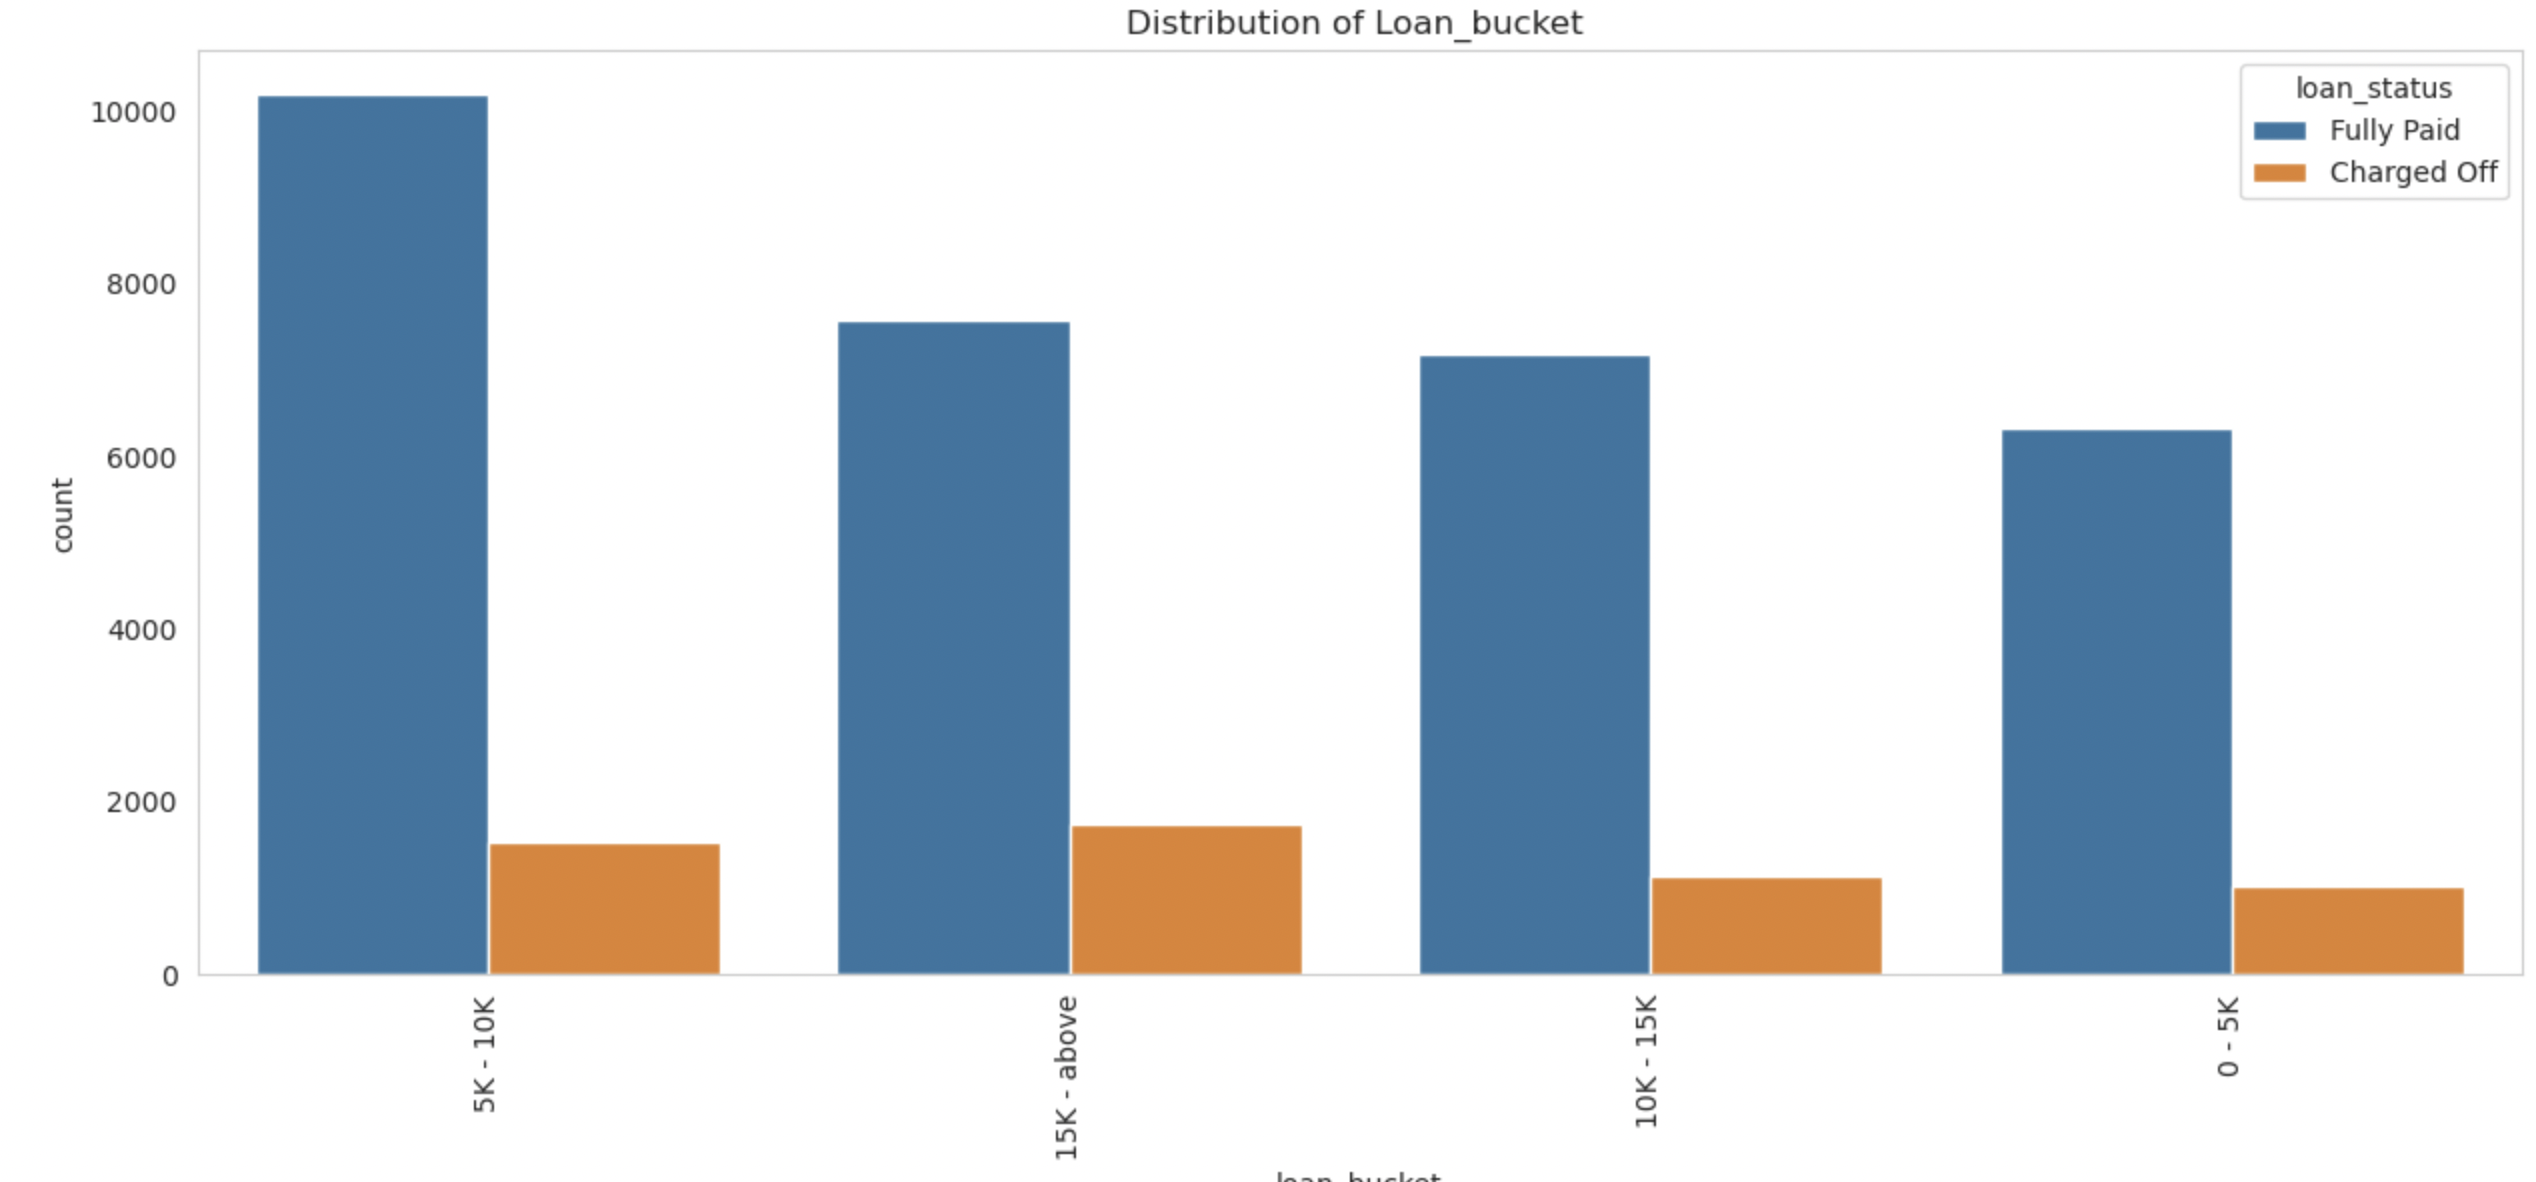 Distribution of Loan_bucket
loan_status
Fully Paid
Charged Off
10000
8000
6000
4000
2000
0
count
5K - 10K
15K - above
10K - 15K
0 - 5K
loan_bucket